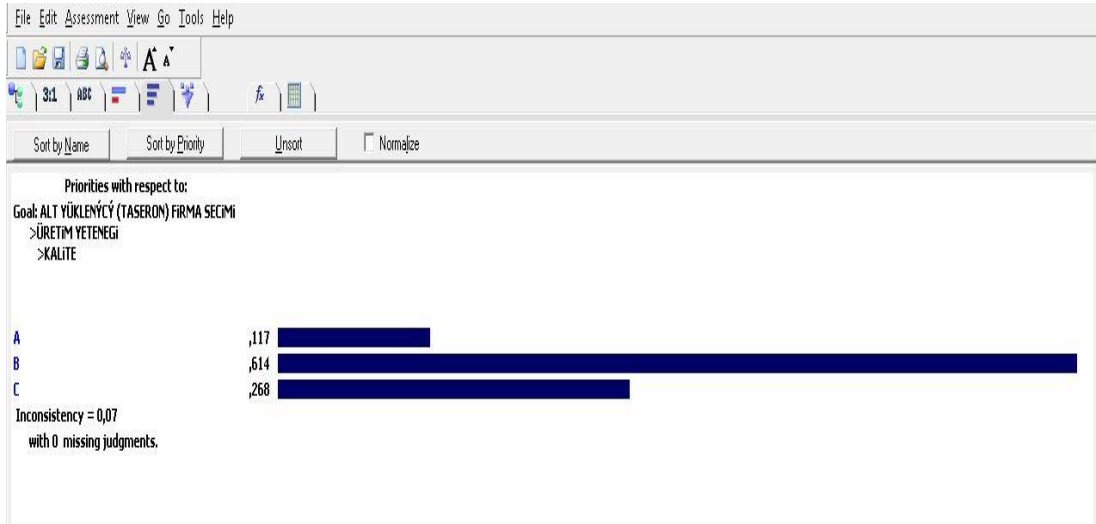 File Edit Assessment View Go Tools Help
A A
3:1 ABC fx
Sort by Name Sort by Priority Unsort Normalize
Priorities with respect to:
Goal: ALT YÜKLENÝCÝ (TASERON) FiRMA SECiMi
>ÜRETiM YETENEGi
>KALiTE
A ,117
B ,614
C ,268
Inconsistency = 0,07
with 0 missing judgments.